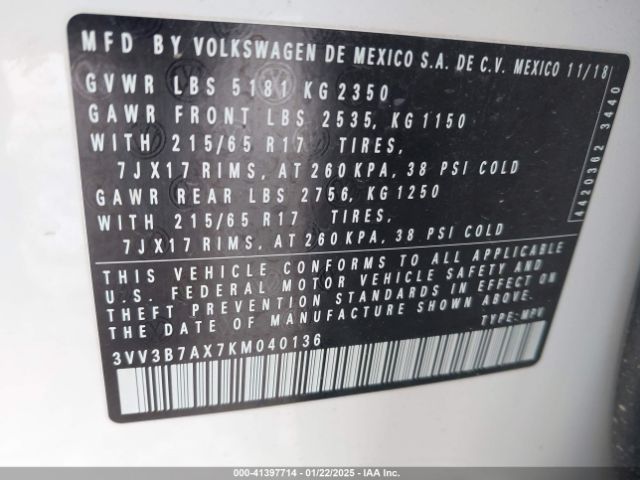 MFD BY VOLKSWAGEN DE MEXICO S.A. DE C.V. MEXICO 11/18
GVWR LBS 5181 KG 2350
GAWR FRONT LBS 2535, KG 1150
WITH 215/65 R17 TIRES,
7JX17 RIMS, AT 260 KPA, 38 PSI COLD
GAWR REAR LBS 2756, KG 1250
WITH 215/65 R17 TIRES,
7JX17 RIMS, AT 260 KPA, 38 PSI COLD
THIS VEHICLE CONFORMS TO ALL APPLICABLE
U.S. FEDERAL MOTOR VEHICLE SAFETY AND
THEFT PREVENTION STANDARDS IN EFFECT ON
THE DATE OF MANUFACTURE SHOWN ABOVE.
TYPE: MPV
3VV3B7AX7KM040136
4420362 3440
000-41397714 - 01/22/2025 - IAA Inc.